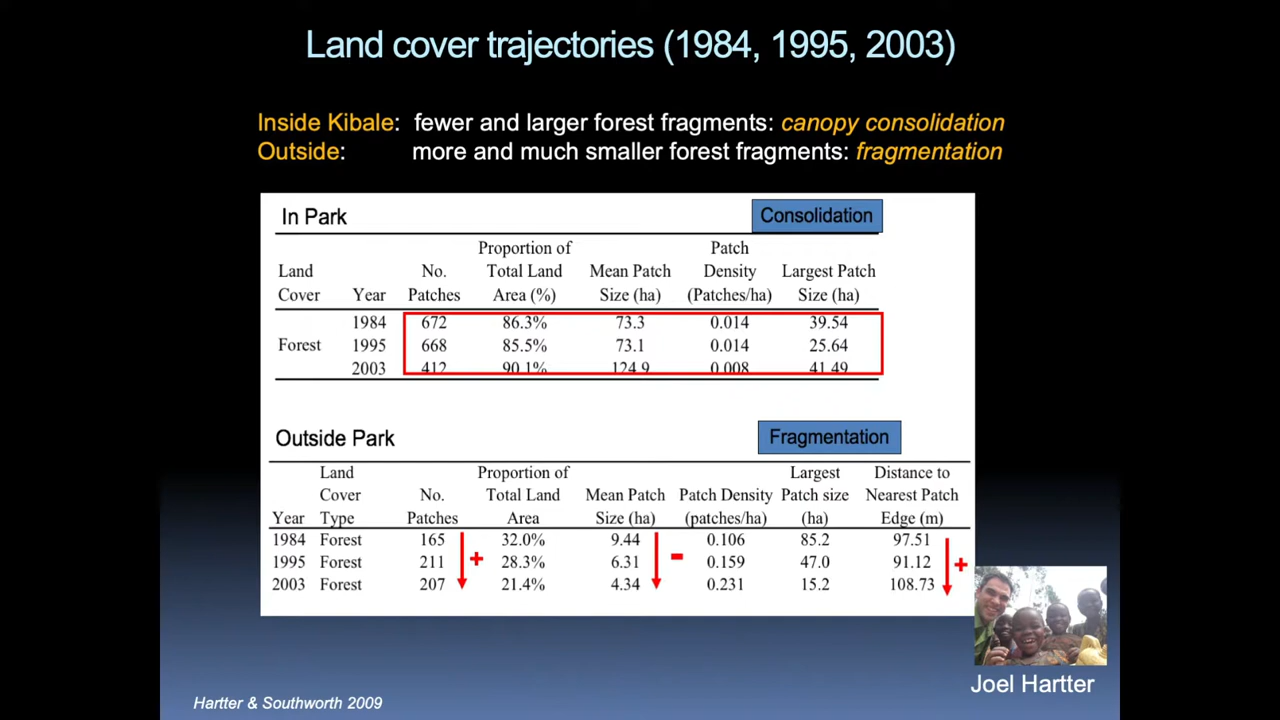 Land cover trajectories (1984, 1995, 2003)
Inside Kibale: fewer and larger forest fragments: canopy consolidation
Outside: more and much smaller forest fragments: fragmentation
In Park Consolidation
Proportion of Patch
Land No. Total Land Mean Patch Density Largest Patch
Cover Year Patches Area (%) Size (ha) (Patches/ha) Size (ha)
1984 672 86.3% 73.3 0.014 39.54
Forest 1995 668 85.5% 73.1 0.014 25.64
2003 412 90.1% 124.9 0.008 41.49
Outside Park Fragmentation
Land Proportion of Largest Distance to
Cover No. Total Land Mean Patch Patch Density Patch size Nearest Patch
Year Type Patches Area Size (ha) (patches/ha) (ha) Edge (m)
1984 Forest 165 32.0% 9.44 0.106 85.2 97.51
1995 Forest 211 + 28.3% 6.31 - 0.159 47.0 91.12 +
2003 Forest 207 21.4% 4.34 0.231 15.2 108.73
Joel Hartter
Hartter & Southworth 2009